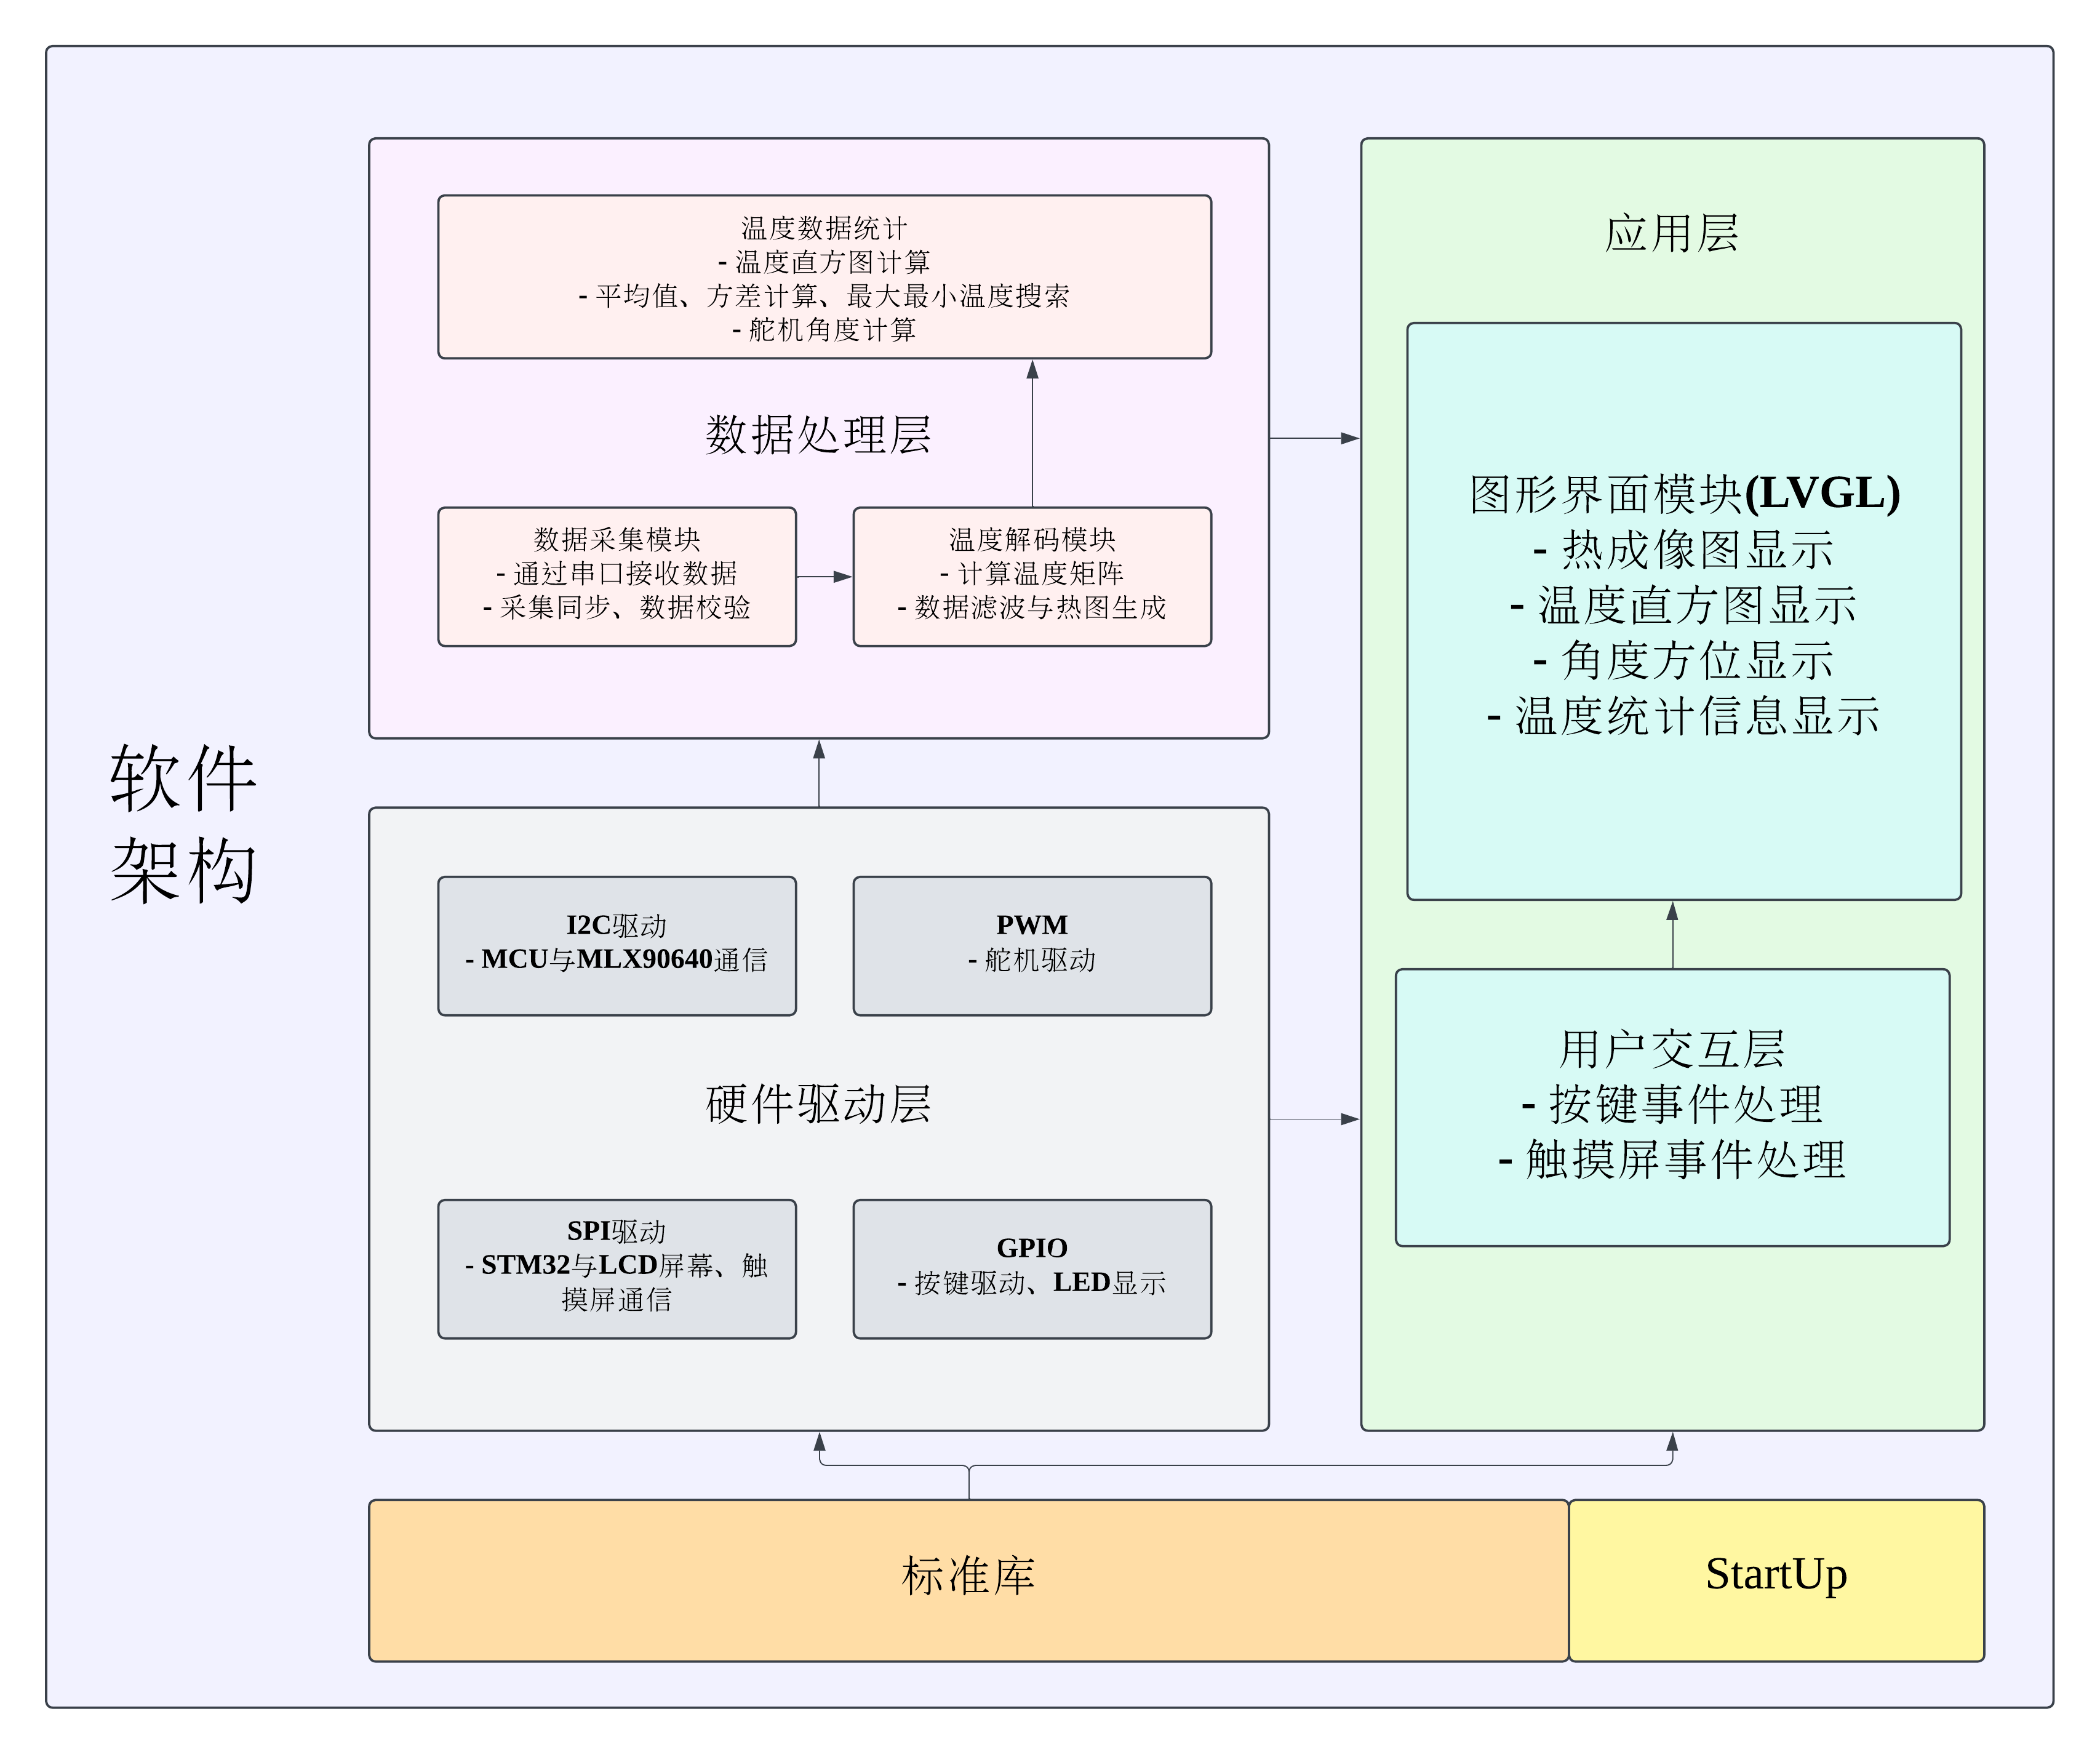 软件
架构
温度数据统计
- 温度直方图计算
- 平均值、方差计算、最大最小温度搜索
- 舵机角度计算
数据处理层
数据采集模块
- 通过串口接收数据
- 采集同步、数据校验
温度解码模块
- 计算温度矩阵
- 数据滤波与热图生成
I2C驱动
- MCU与MLX90640通信
PWM
- 舵机驱动
硬件驱动层
SPI驱动
- STM32与LCD屏幕、触
摸屏通信
GPIO
- 按键驱动、LED显示
应用层
图形界面模块(LVGL)
- 热成像图显示
- 温度直方图显示
- 角度方位显示
- 温度统计信息显示
用户交互层
- 按键事件处理
- 触摸屏事件处理
标准库
StartUp